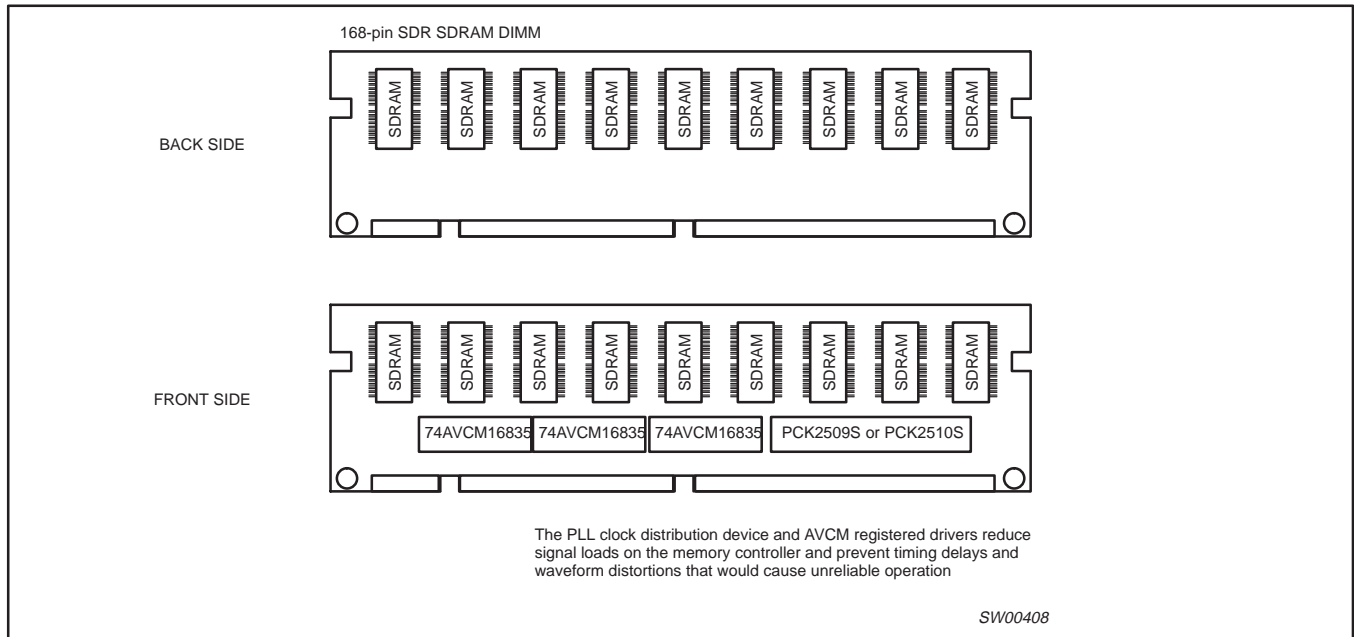 168-pin SDR SDRAM DIMM
SDRAM SDRAM SDRAM SDRAM SDRAM SDRAM SDRAM SDRAM SDRAM
BACK SIDE
SDRAM SDRAM SDRAM SDRAM SDRAM SDRAM SDRAM SDRAM SDRAM
FRONT SIDE
74AVCM16835 74AVCM16835 74AVCM16835 PCK2509S or PCK2510S
The PLL clock distribution device and AVCM registered drivers reduce
signal loads on the memory controller and prevent timing delays and
waveform distortions that would cause unreliable operation
SW00408